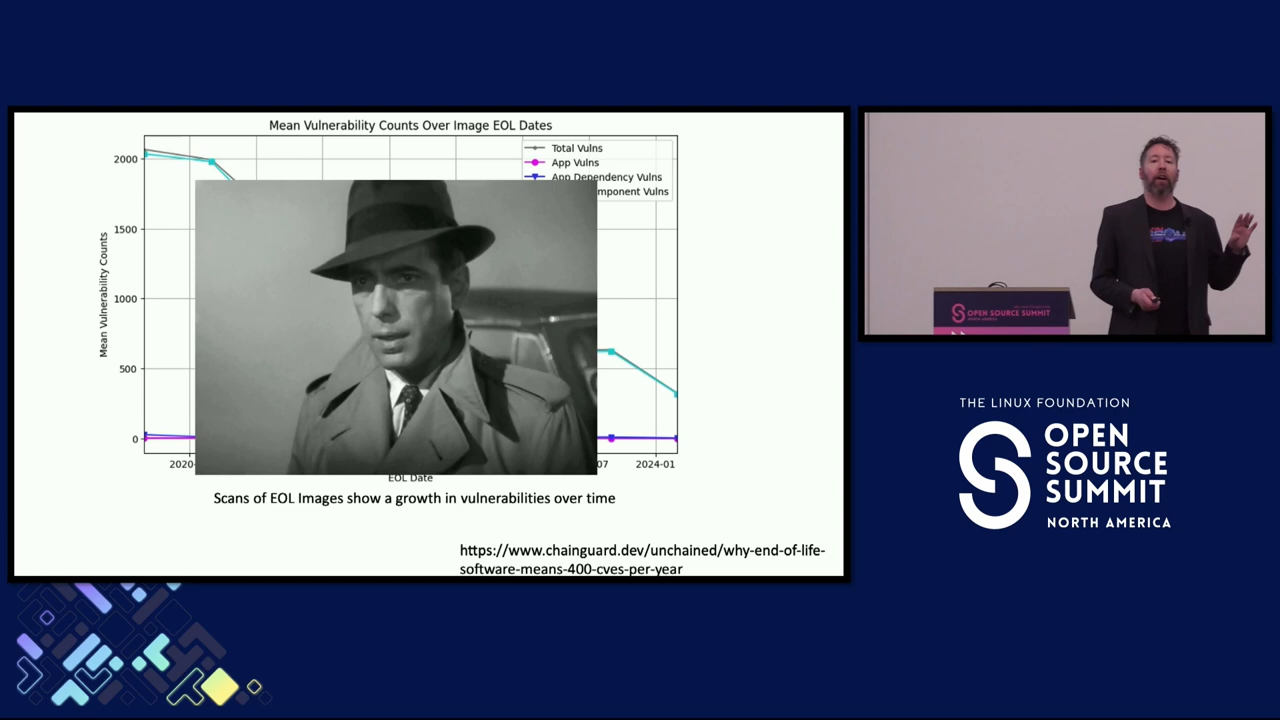 Mean Vulnerability Counts Over Image EOL Dates
Total Vulns
App Vulns
App Dependency Vulns
mponent Vulns
2000
1500
1000
500
0
Mean Vulnerability Counts
2020-
07
2024-01
EOL Date
Scans of EOL Images show a growth in vulnerabilities over time
https://www.chainguard.dev/unchained/why-end-of-life-
software-means-400-cves-per-year
OPEN SOURCE SUMMIT
THE LINUX FOUNDATION
OPEN
SOURCE
SUMMIT
NORTH AMERICA